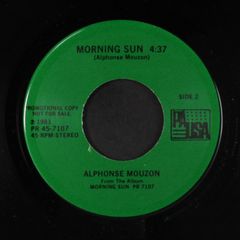 MORNING SUN 4:37
(Alphonse Mouzon)
PROMOTIONAL COPY
NOT FOR SALE
SIDE 2
℗ 1981
PR 45-7107
45-RPM-STEREO
PAUSA
ALPHONSE MOUZON
From The Album
MORNING SUN PR 7107